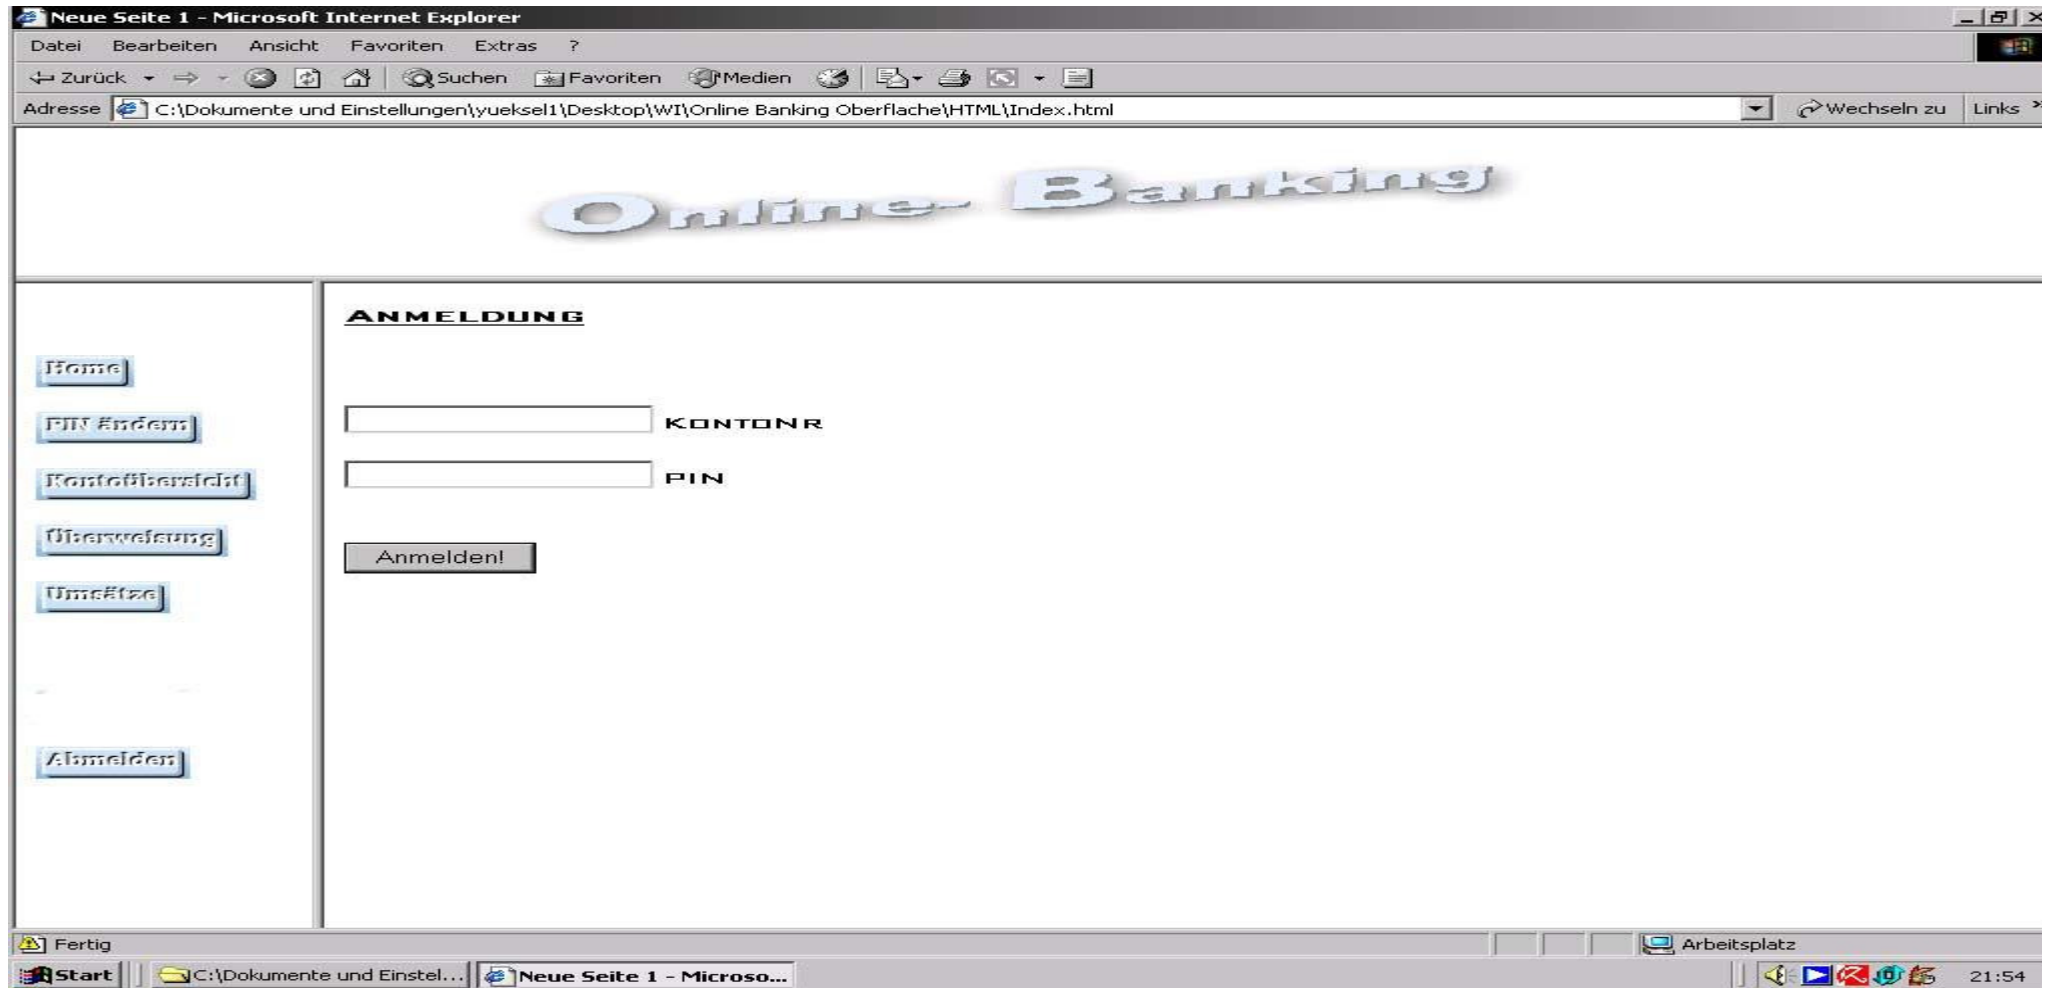 Neue Seite 1 - Microsoft Internet Explorer
Datei Bearbeiten Ansicht Favoriten Extras ?
Zurück Suchen Favoriten Medien
Adresse C:\Dokumente und Einstellungen\yueksel1\Desktop\WI\Online Banking Oberflache\HTML\Index.html Wechseln zu Links »
Online- Banking
ANMELDUNG
Home
PIN ändern
KONTONR
Kontoübersicht
PIN
Überweisung
Anmelden!
Umsätze
Abmelden
Fertig Arbeitsplatz
Start C:\Dokumente und Einstel... Neue Seite 1 - Microso... 21:54